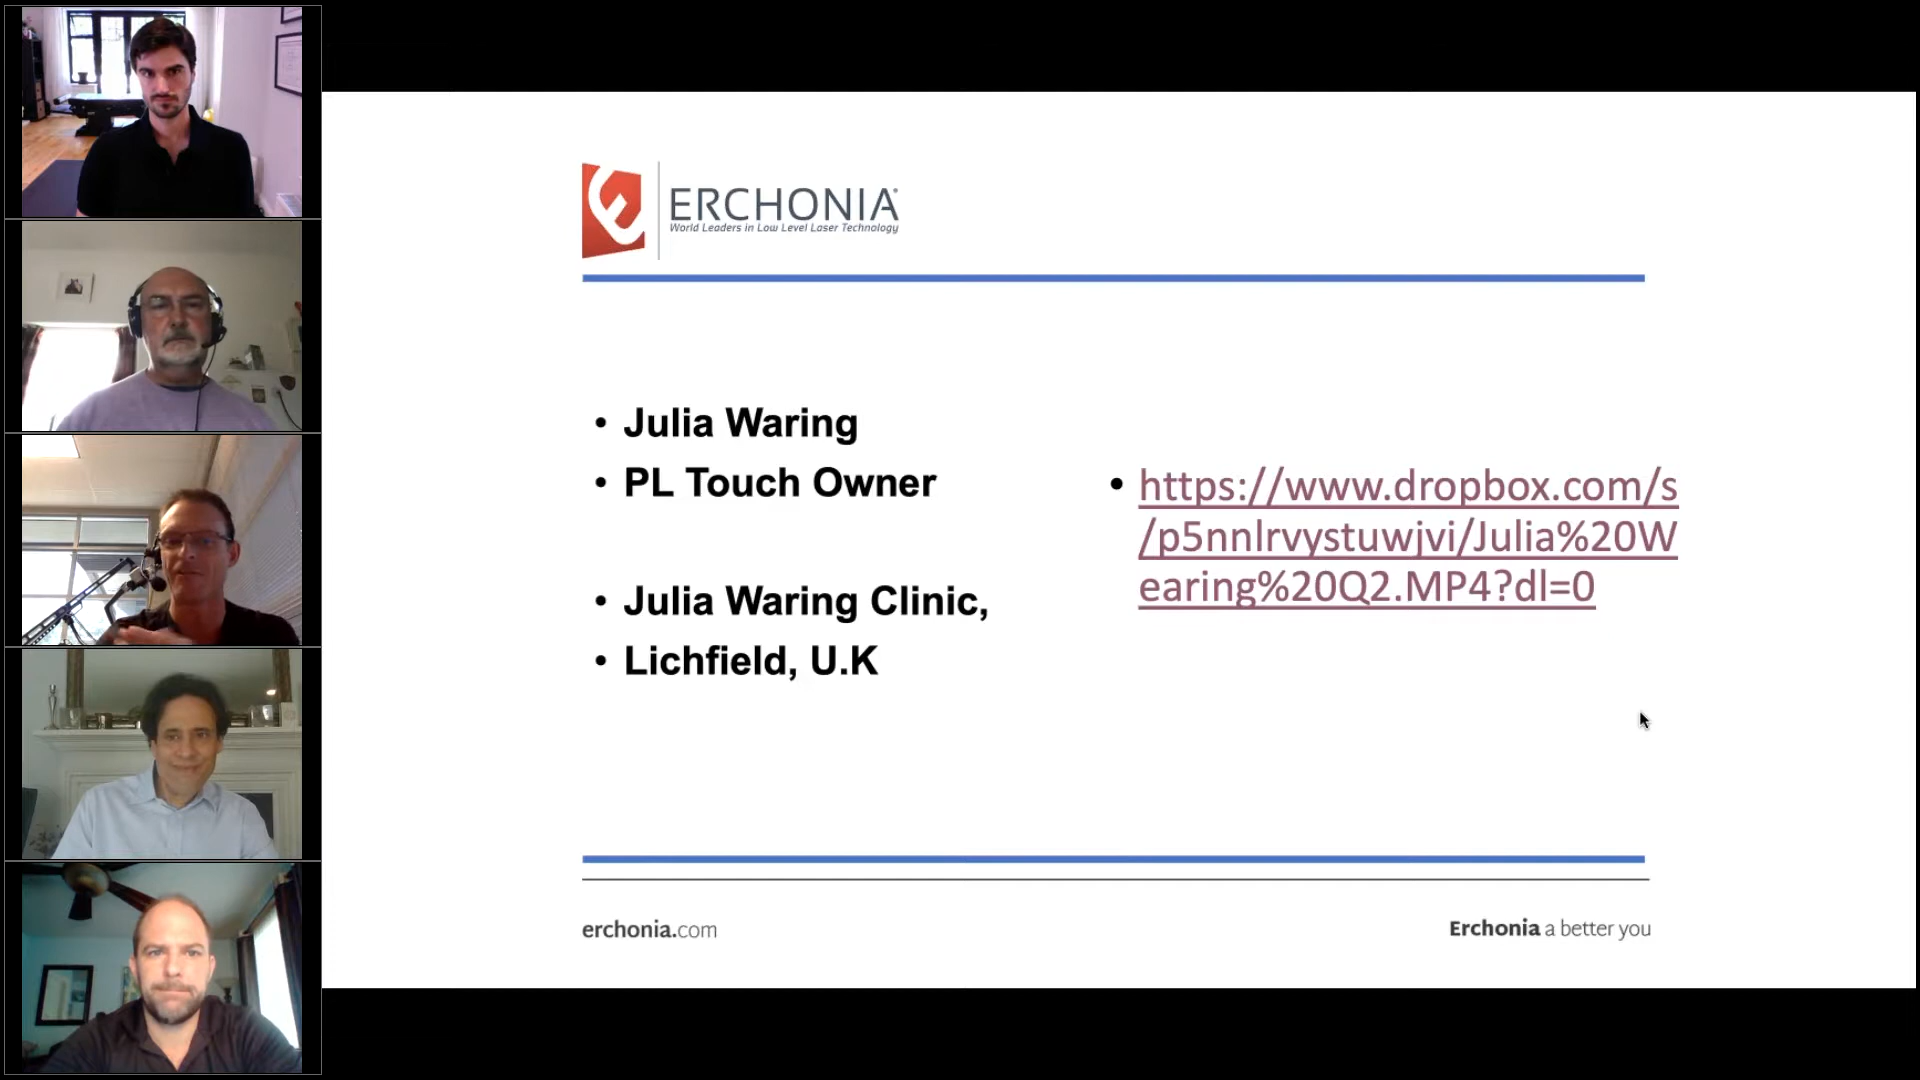 ERCHONIA®
World Leaders in Low Level Laser Technology
• Julia Waring
• PL Touch Owner
• Julia Waring Clinic,
• Lichfield, U.K
• https://www.dropbox.com/s
/p5nnlrvystuwjvi/Julia%20W
earing%20Q2.MP4?dl=0
erchonia.com
Erchonia a better you